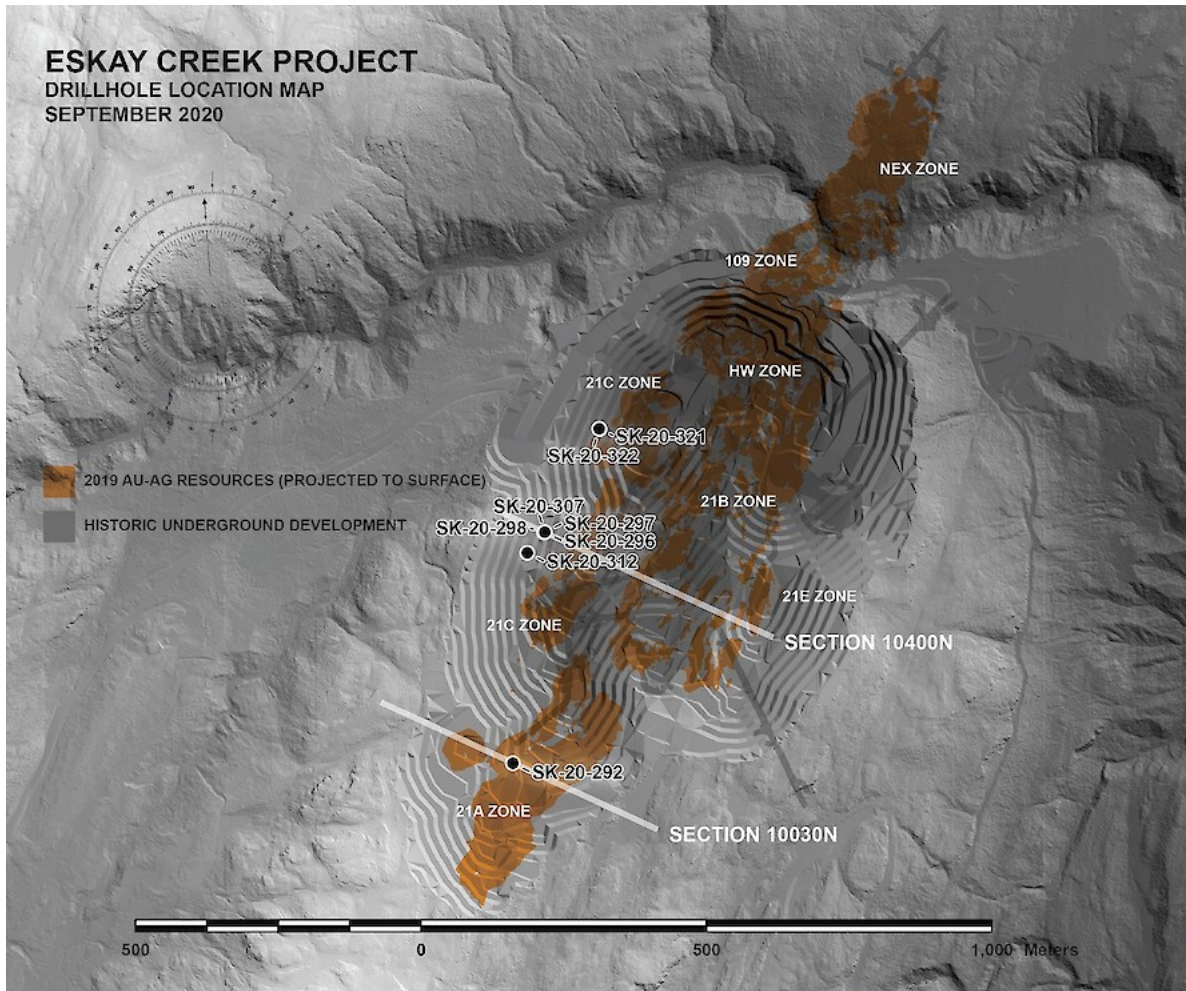 ESKAY CREEK PROJECT
DRILLHOLE LOCATION MAP
SEPTEMBER 2020
NEX ZONE
109 ZONE
HW ZONE
21C ZONE
SK-20-321
SK-20-322
2019 AU-AG RESOURCES (PROJECTED TO SURFACE)
21B ZONE
SK-20-307
HISTORIC UNDERGROUND DEVELOPMENT
SK-20-297
SK-20-298
SK-20-296
SK-20-312
21E ZONE
21C ZONE
SECTION 10400N
SK-20-292
21A ZONE
SECTION 10030N
500 0 500 1,000 Meters